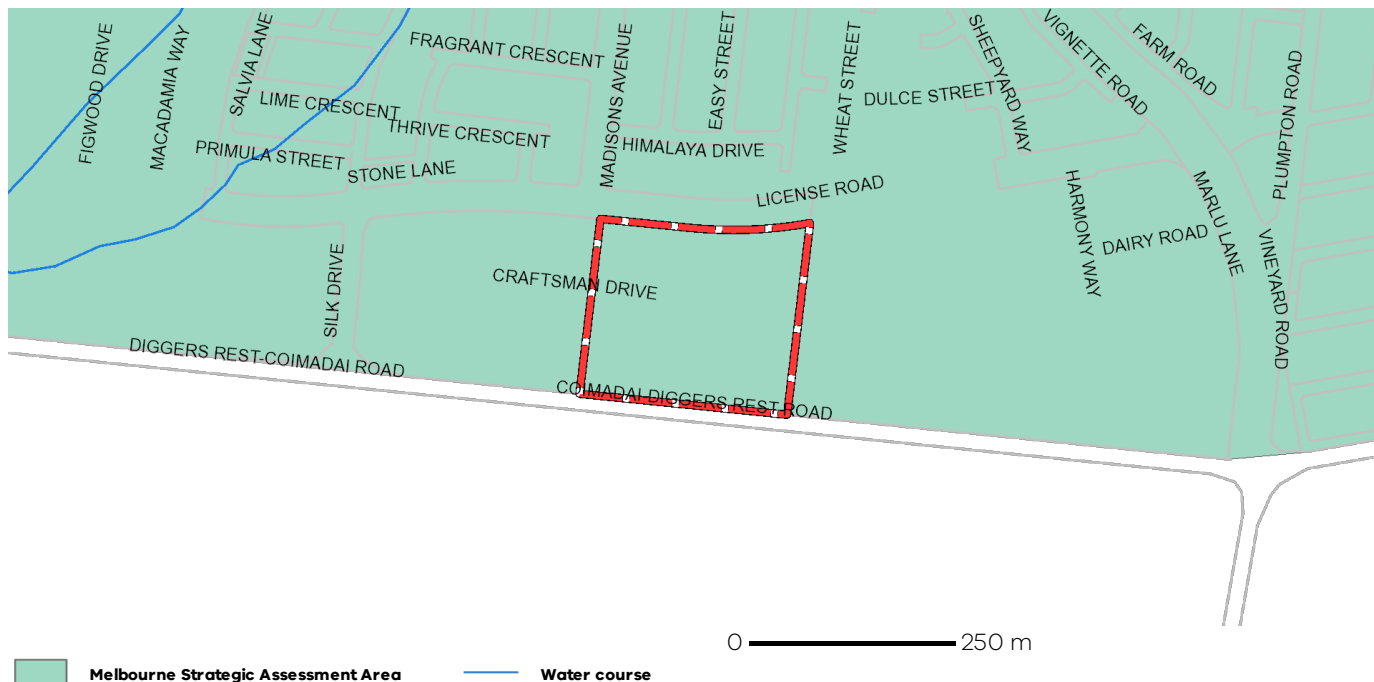 FIGWOOD DRIVE
MACADAMIA WAY
SALVIA LANE
FRAGRANT CRESCENT
MADISONS AVENUE
EASY STREET
WHEAT STREET
SHEEPYARD WAY
VIGNETTE ROAD
FARM ROAD
PLUMPTON ROAD
LIME CRESCENT
THRIVE CRESCENT
DULCE STREET
PRIMULA STREET
STONE LANE
HIMALAYA DRIVE
LICENSE ROAD
HARMONY WAY
MARLU LANE
DAIRY ROAD
VINEYARD ROAD
SILK DRIVE
CRAFTSMAN DRIVE
DIGGERS REST-COIMADAI ROAD
COIMADAI-DIGGERS REST ROAD
0 250 m
Melbourne Strategic Assessment Area
Water course